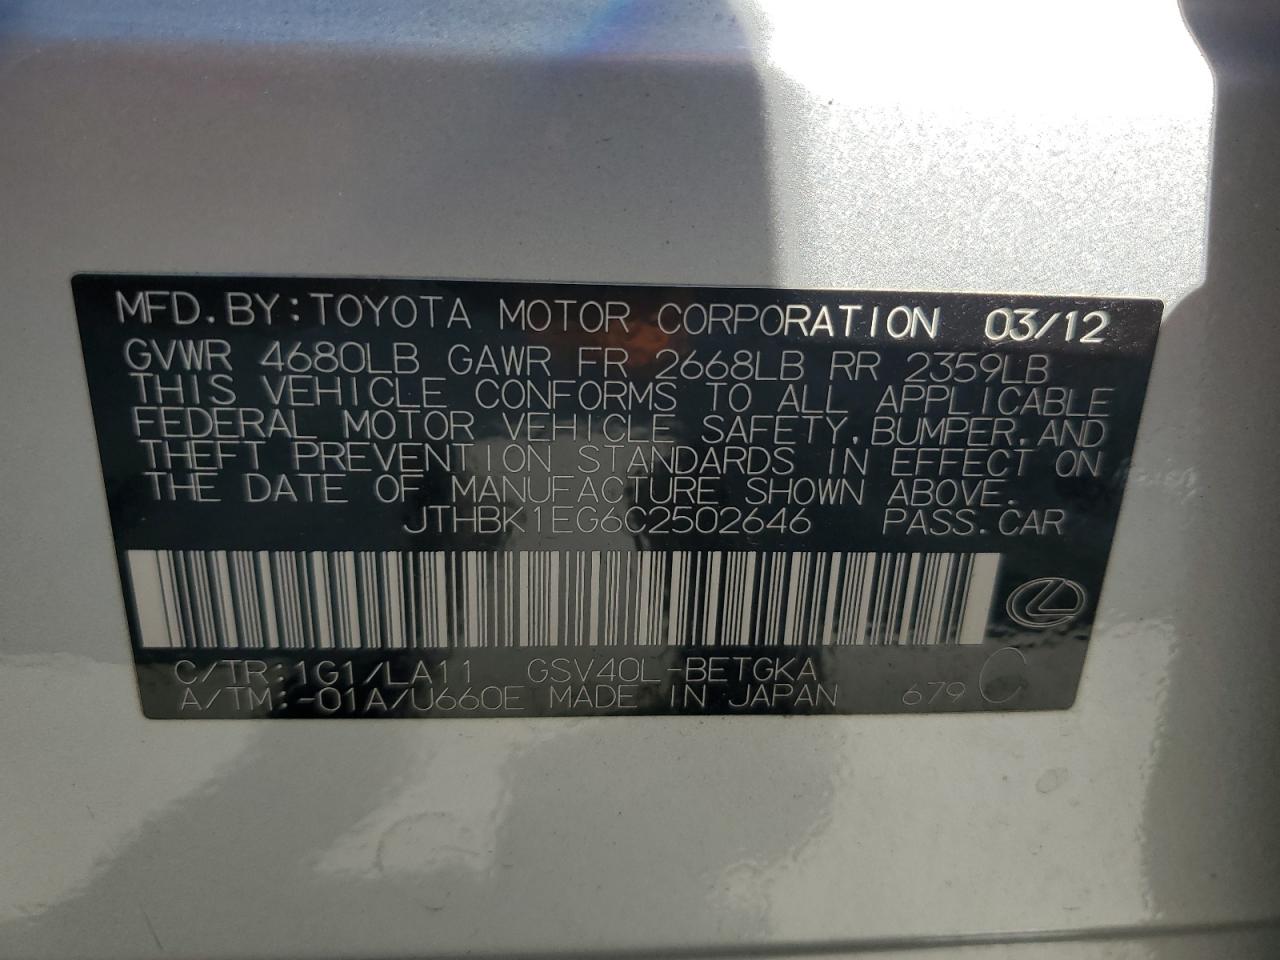 MFD.BY:TOYOTA MOTOR CORPORATION 03/12
GVWR 4680LB GAWR FR 2668LB RR 2359LB
THIS VEHICLE CONFORMS TO ALL APPLICABLE
FEDERAL MOTOR VEHICLE SAFETY,BUMPER,AND
THEFT PREVENTION STANDARDS IN EFFECT ON
THE DATE OF MANUFACTURE SHOWN ABOVE.
JTHBK1EG6C2502646 PASS.CAR
C/TR:1G1/LA11 GSV40L-BETGKA
A/TM:-01A/U660E MADE IN JAPAN 679 C